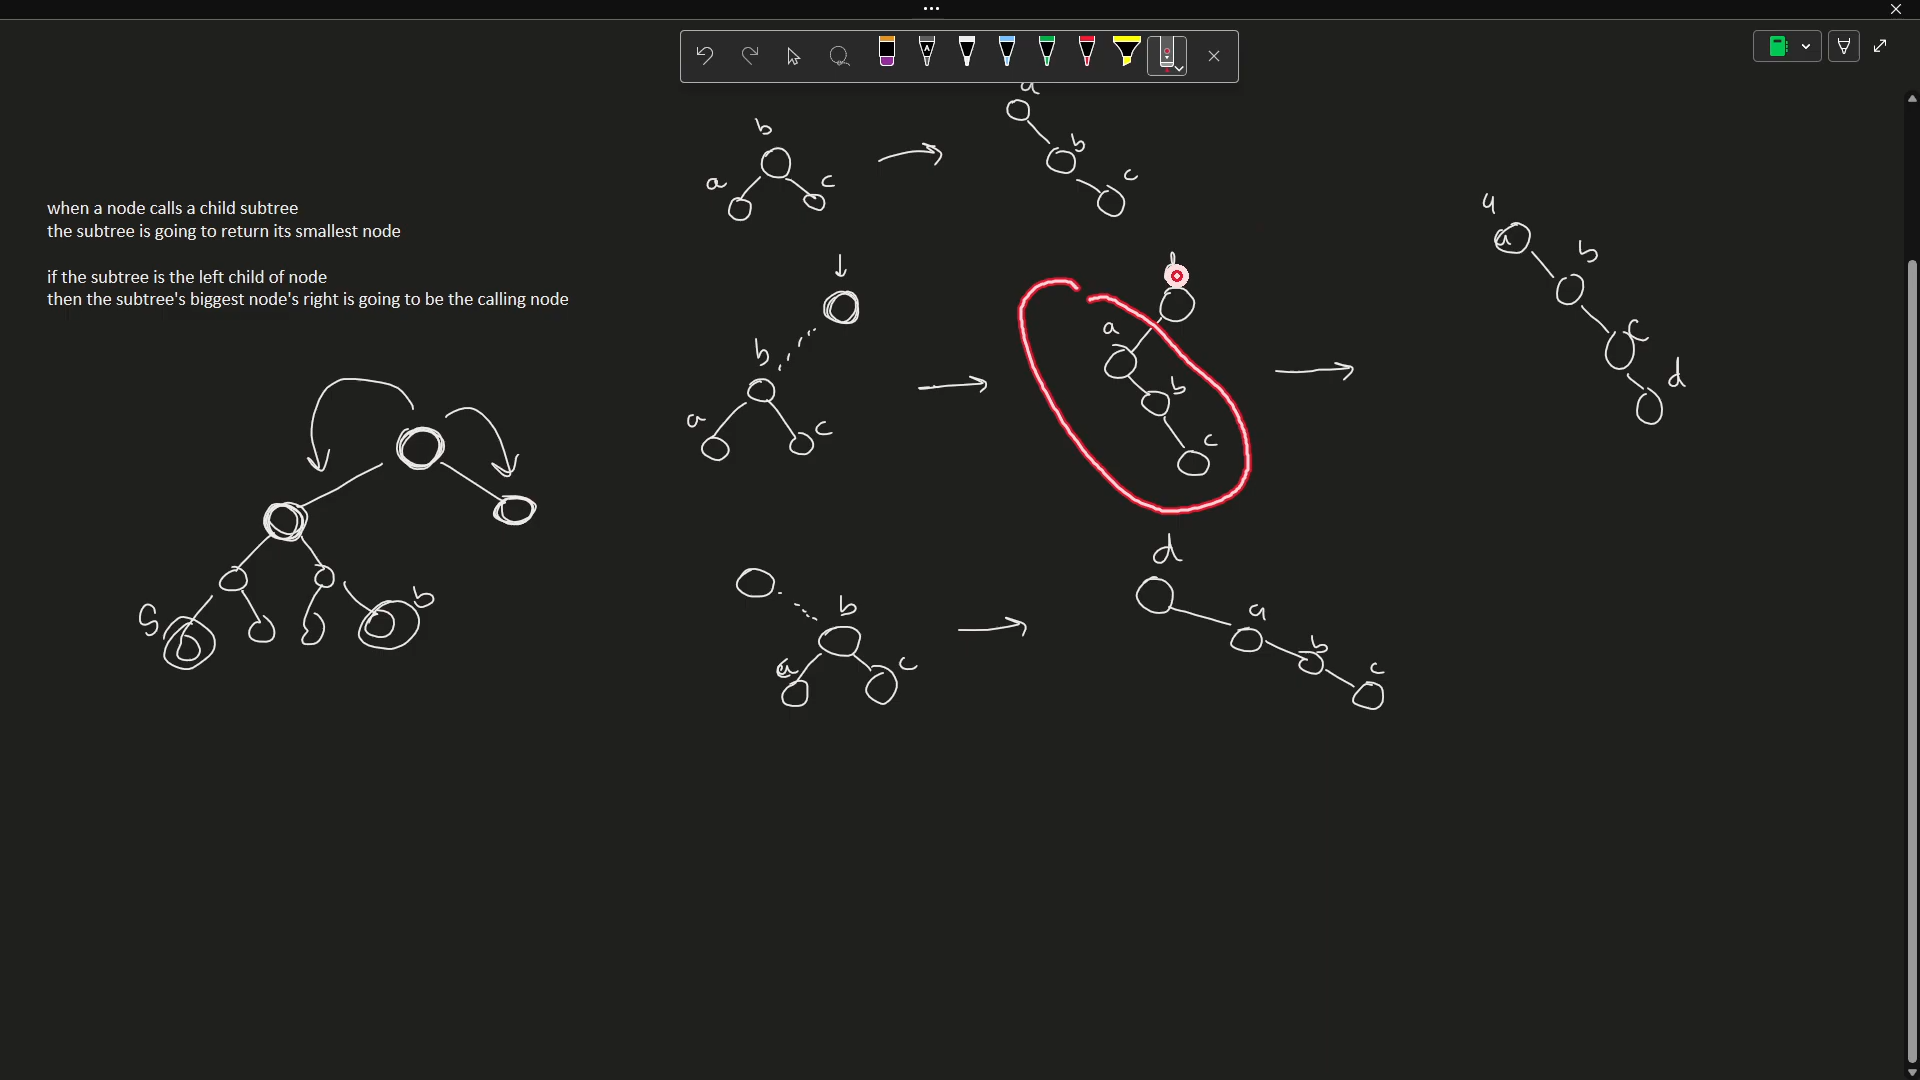 a
b
b
a
c
c
when a node calls a child subtree
the subtree is going to return its smallest node
if the subtree is the left child of node
then the subtree's biggest node's right is going to be the calling node
a
b
a
b
c
d
b
a
c
a
b
c
S
b
d
b
a
c
a
b
c